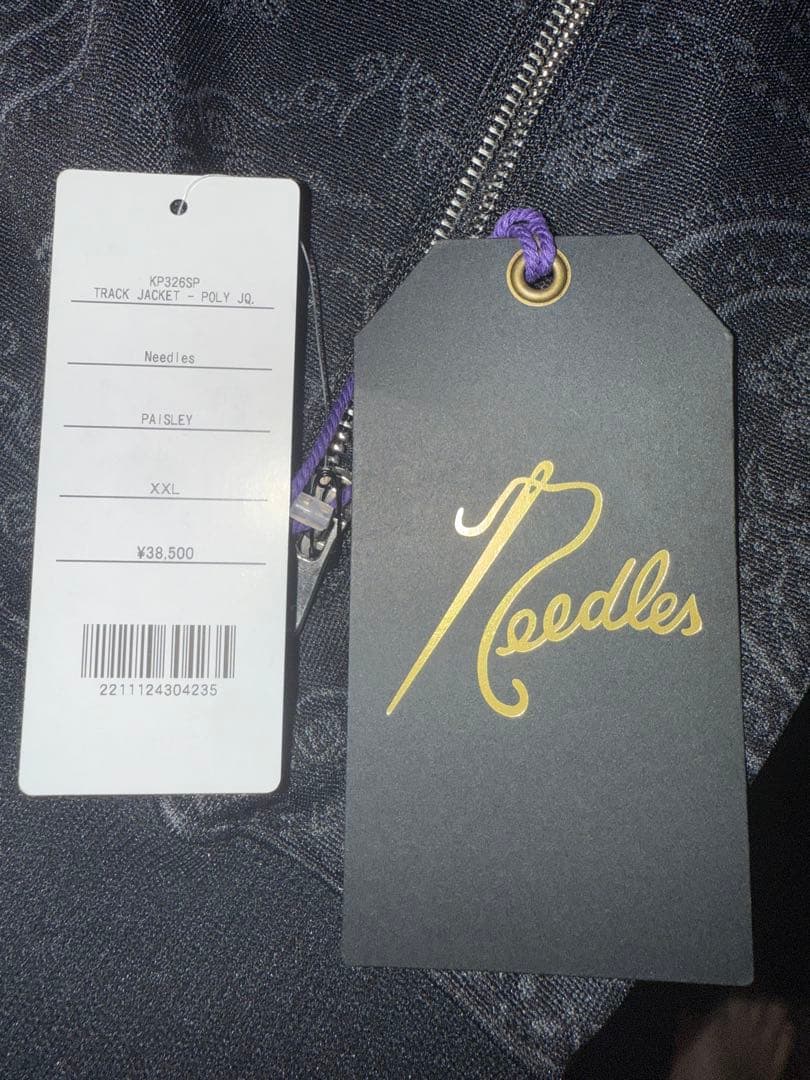 KP326SP
TRACK JACKET - POLY JQ.
Needles
PAISLEY
XXL
¥38,500
2211124304235
Needles